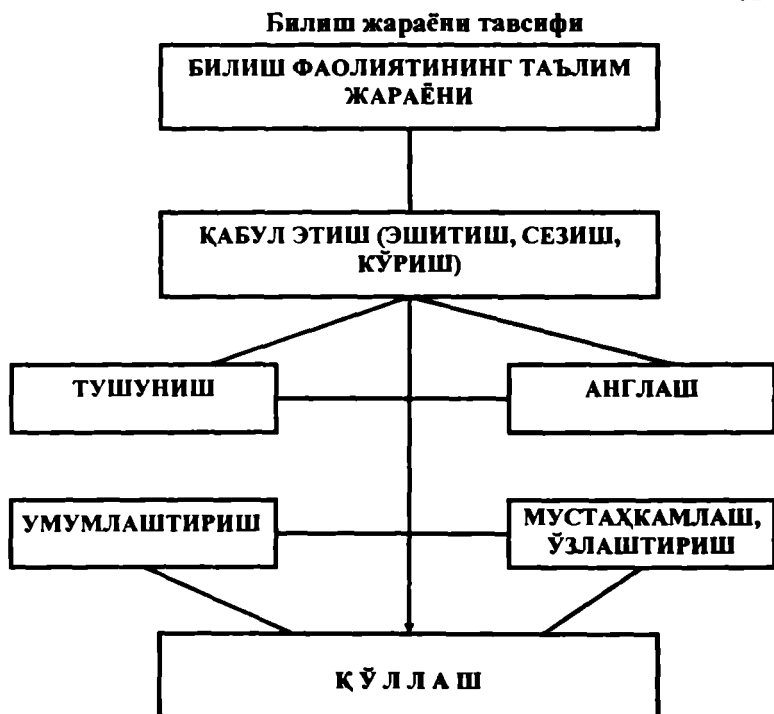 Билиш жараёни тавсифи
БИЛИШ ФАОЛИЯТИНИНГ ТАЪЛИМ
ЖАРАЁНИ
ҚАБУЛ ЭТИШ (ЭШИТИШ, СЕЗИШ,
КЎРИШ)
ТУШУНИШ
АНГЛАШ
УМУМЛАШТИРИШ
МУСТАҲКАМЛАШ,
ЎЗЛАШТИРИШ
ҚЎЛЛАШ